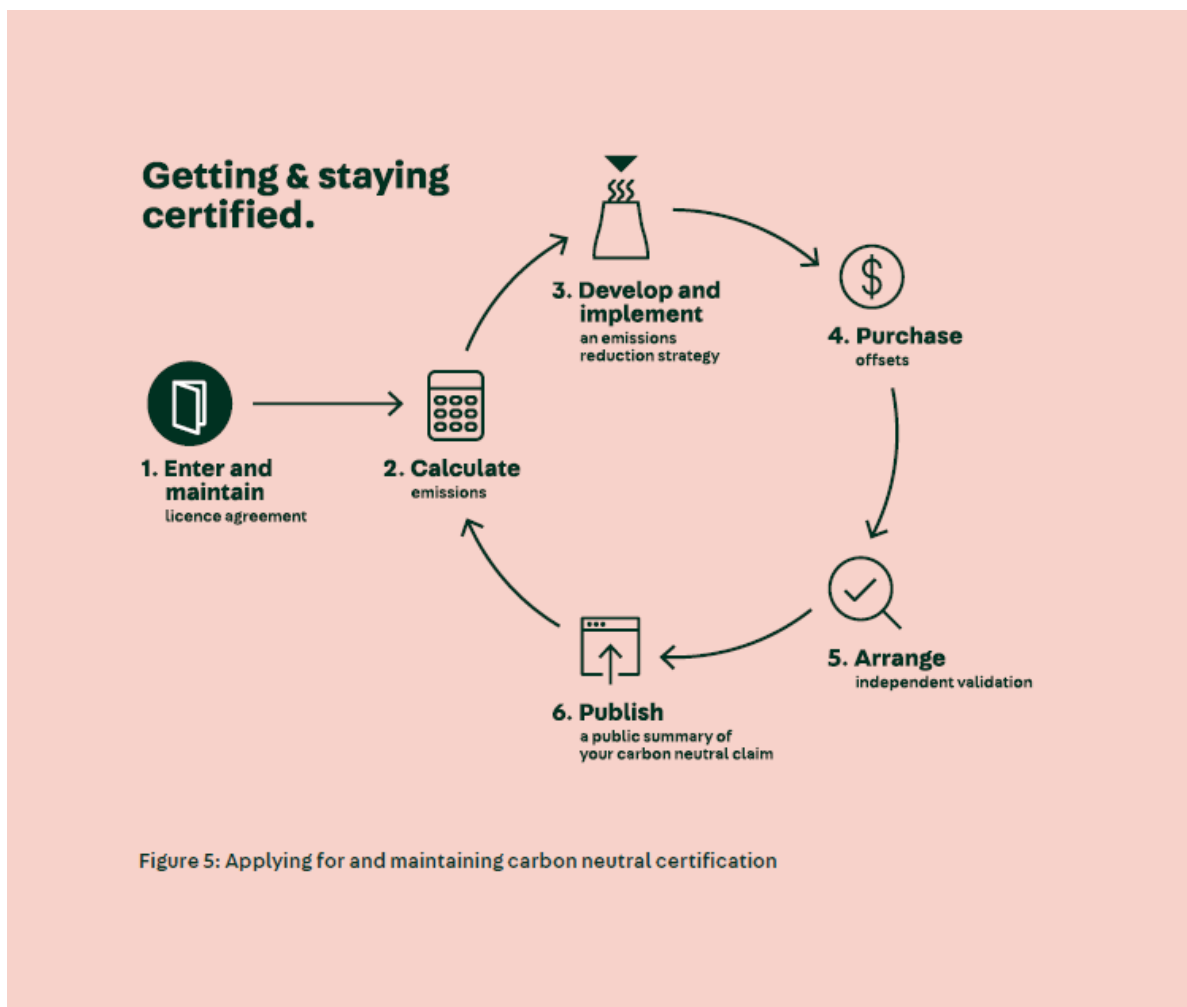 Getting & staying
certified.
1. Enter and
maintain
licence agreement
2. Calculate
emissions
3. Develop and
implement
an emissions
reduction strategy
$
4. Purchase
offsets
5. Arrange
independent validation
6. Publish
a public summary of
your carbon neutral claim
Figure 5: Applying for and maintaining carbon neutral certification